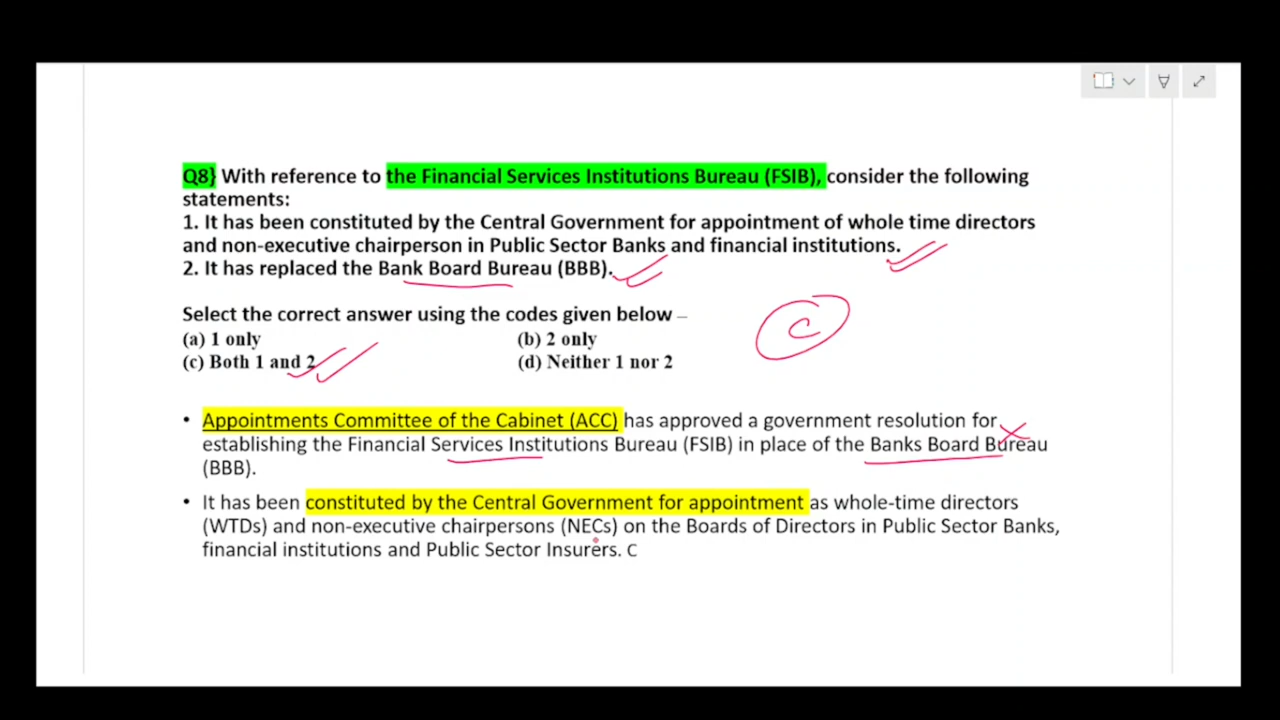 Q8} With reference to the Financial Services Institutions Bureau (FSIB), consider the following
statements:
1. It has been constituted by the Central Government for appointment of whole time directors
and non-executive chairperson in Public Sector Banks and financial institutions.
2. It has replaced the Bank Board Bureau (BBB).
Select the correct answer using the codes given below –
(a) 1 only (b) 2 only
(c) Both 1 and 2 (d) Neither 1 nor 2
C
• Appointments Committee of the Cabinet (ACC) has approved a government resolution for
establishing the Financial Services Institutions Bureau (FSIB) in place of the Banks Board Bureau
(BBB).
• It has been constituted by the Central Government for appointment as whole-time directors
(WTDs) and non-executive chairpersons (NECs) on the Boards of Directors in Public Sector Banks,
financial institutions and Public Sector Insurers. C